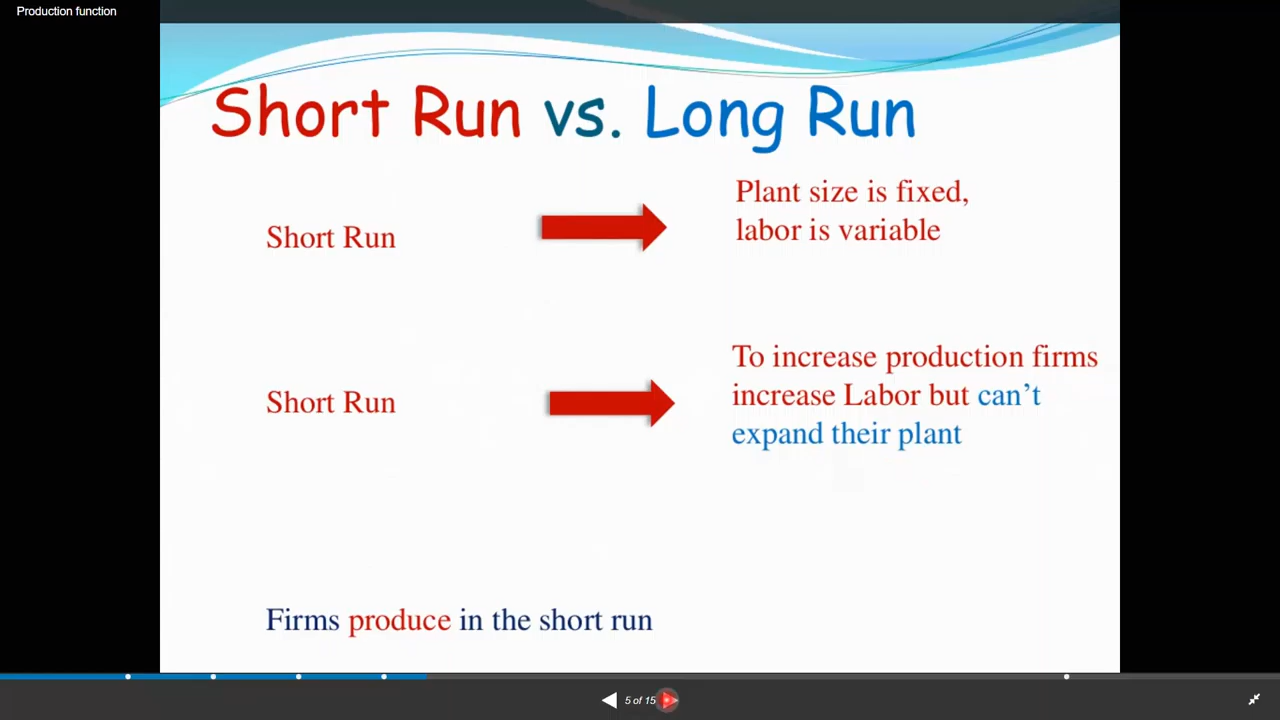 Production function
Short Run vs. Long Run
Short Run
Plant size is fixed,
labor is variable
Short Run
To increase production firms
increase Labor but can’t
expand their plant
Firms produce in the short run
5 of 15